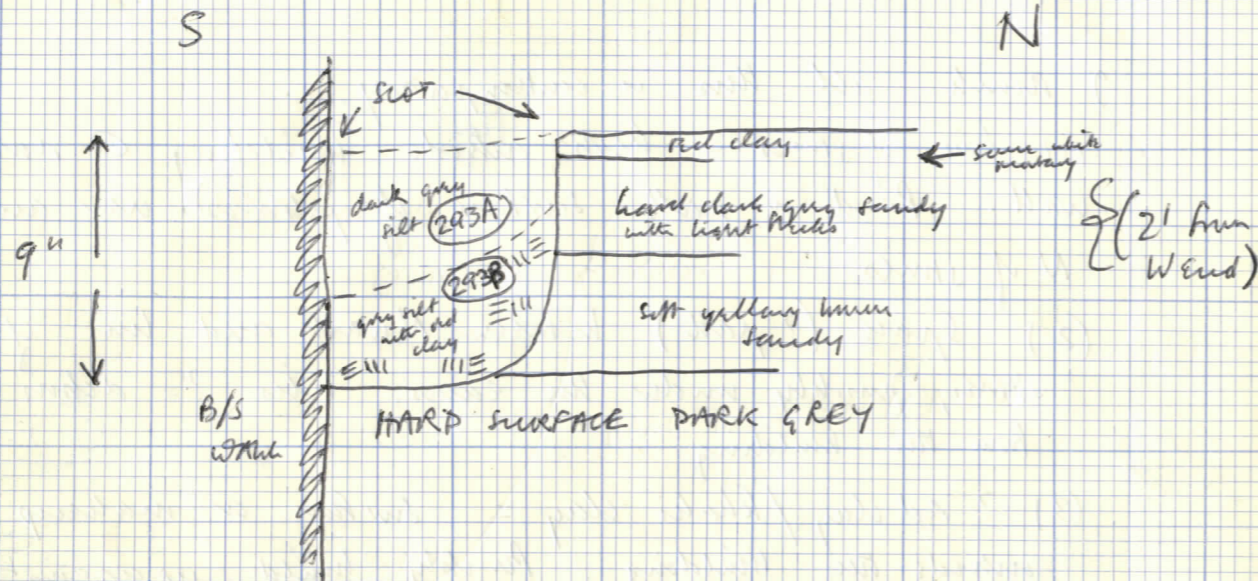 S
N
SLOT
red clay
some white
mortary
dark grey
silt 293A
hard dark grey sandy
with light flecks
9"
(2' from
W End)
293B
grey silt
with red
clay
soft yellowy brown
sandy
B/S
WALL
HARD SURFACE DARK GREY